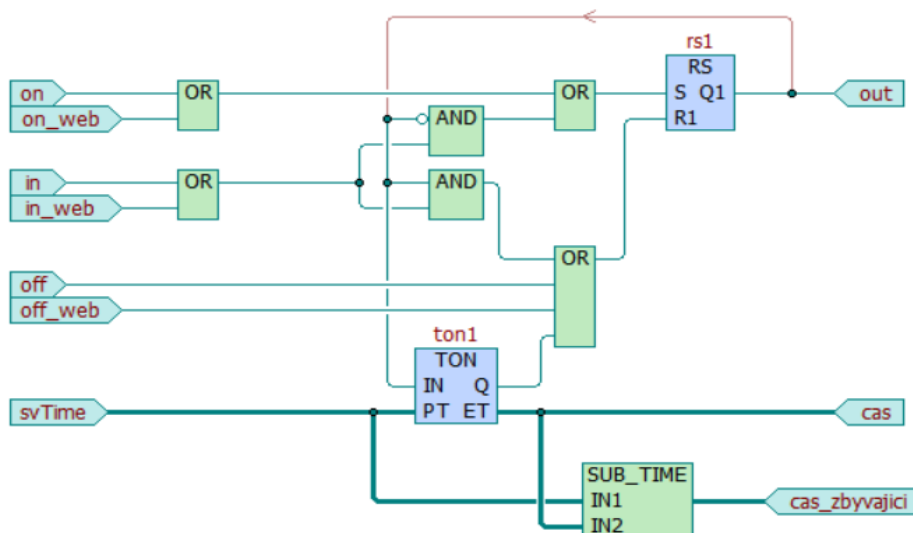 rs1
on
OR
OR
RS
S Q1
out
on_web
AND
R1
in
OR
AND
in_web
OR
off
off_web
ton1
TON
IN Q
svTime
PT ET
cas
SUB_TIME
IN1
cas_zbyvajici
IN2